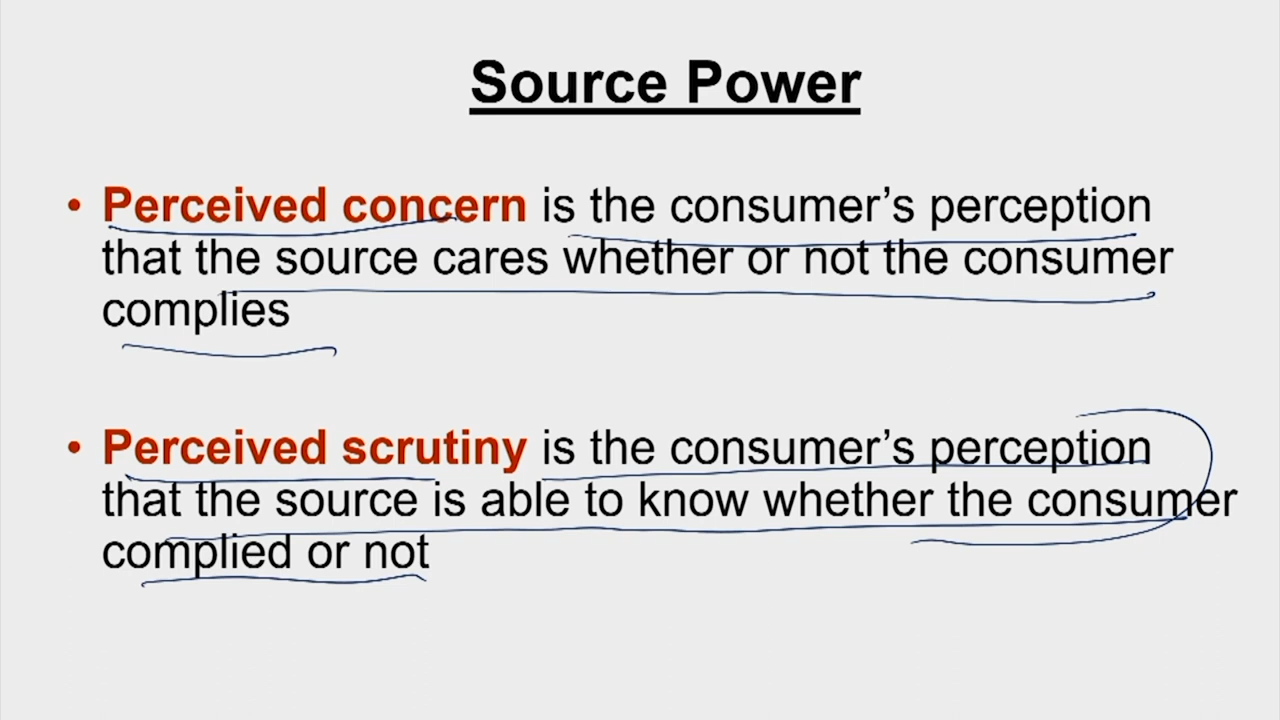 Source Power
• Perceived concern is the consumer’s perception
that the source cares whether or not the consumer
complies
• Perceived scrutiny is the consumer’s perception
that the source is able to know whether the consumer
complied or not